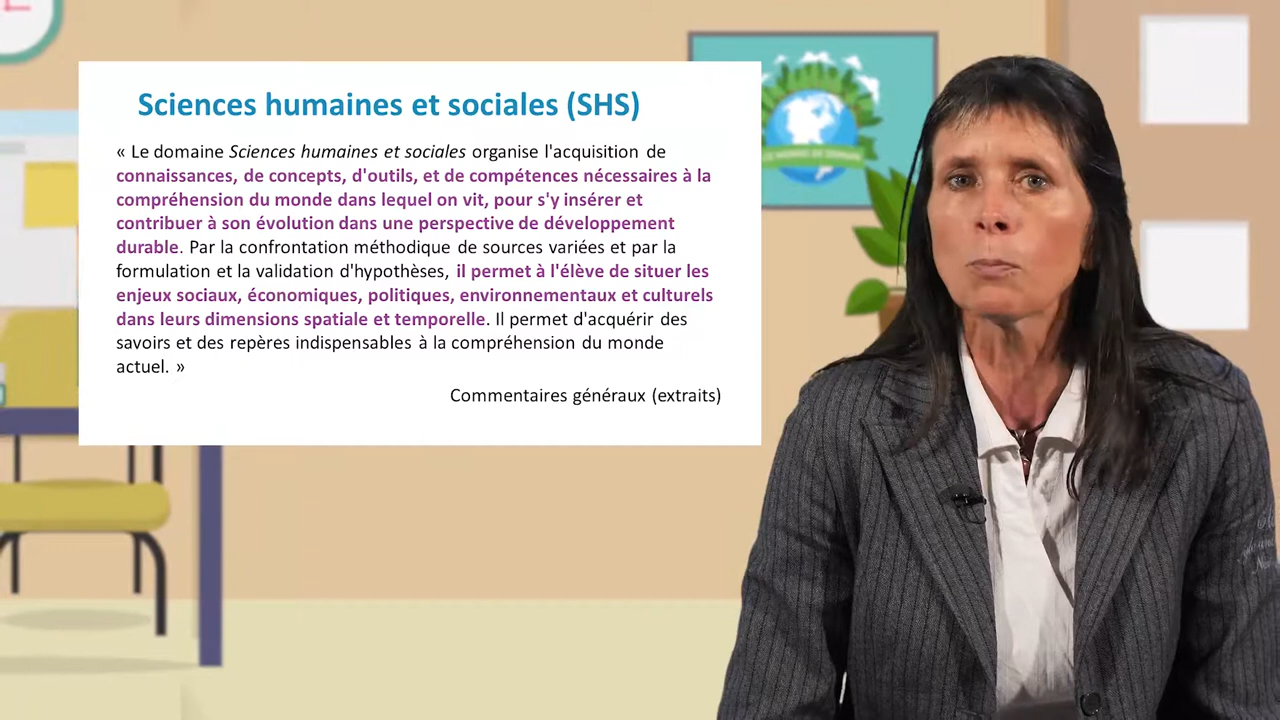 Sciences humaines et sociales (SHS)
« Le domaine Sciences humaines et sociales organise l'acquisition de
connaissances, de concepts, d'outils, et de compétences nécessaires à la
compréhension du monde dans lequel on vit, pour s'y insérer et
contribuer à son évolution dans une perspective de développement
durable. Par la confrontation méthodique de sources variées et par la
formulation et la validation d'hypothèses, il permet à l'élève de situer les
enjeux sociaux, économiques, politiques, environnementaux et culturels
dans leurs dimensions spatiale et temporelle. Il permet d'acquérir des
savoirs et des repères indispensables à la compréhension du monde
actuel. »
Commentaires généraux (extraits)